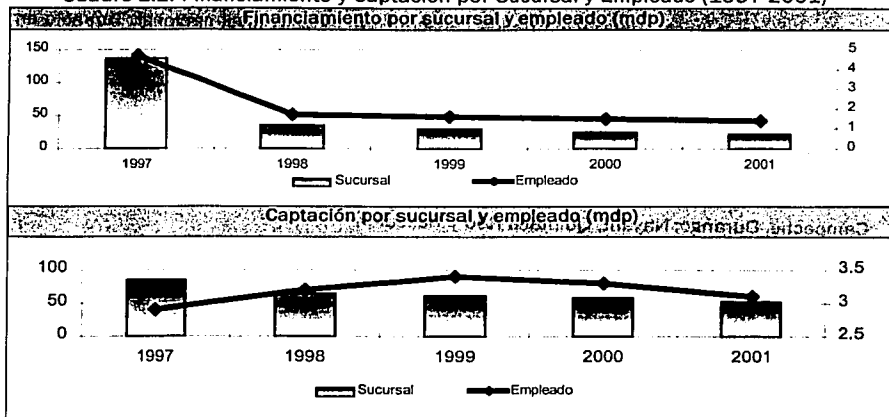 Financiamiento por sucursal y empleado (mdp)
150
100
50
0
5
4
3
2
1
0
1997 1998 1999 2000 2001
Sucursal Empleado
Captación por sucursal y empleado (mdp)
100
50
0
3.5
3
2.5
1997 1998 1999 2000 2001
Sucursal Empleado